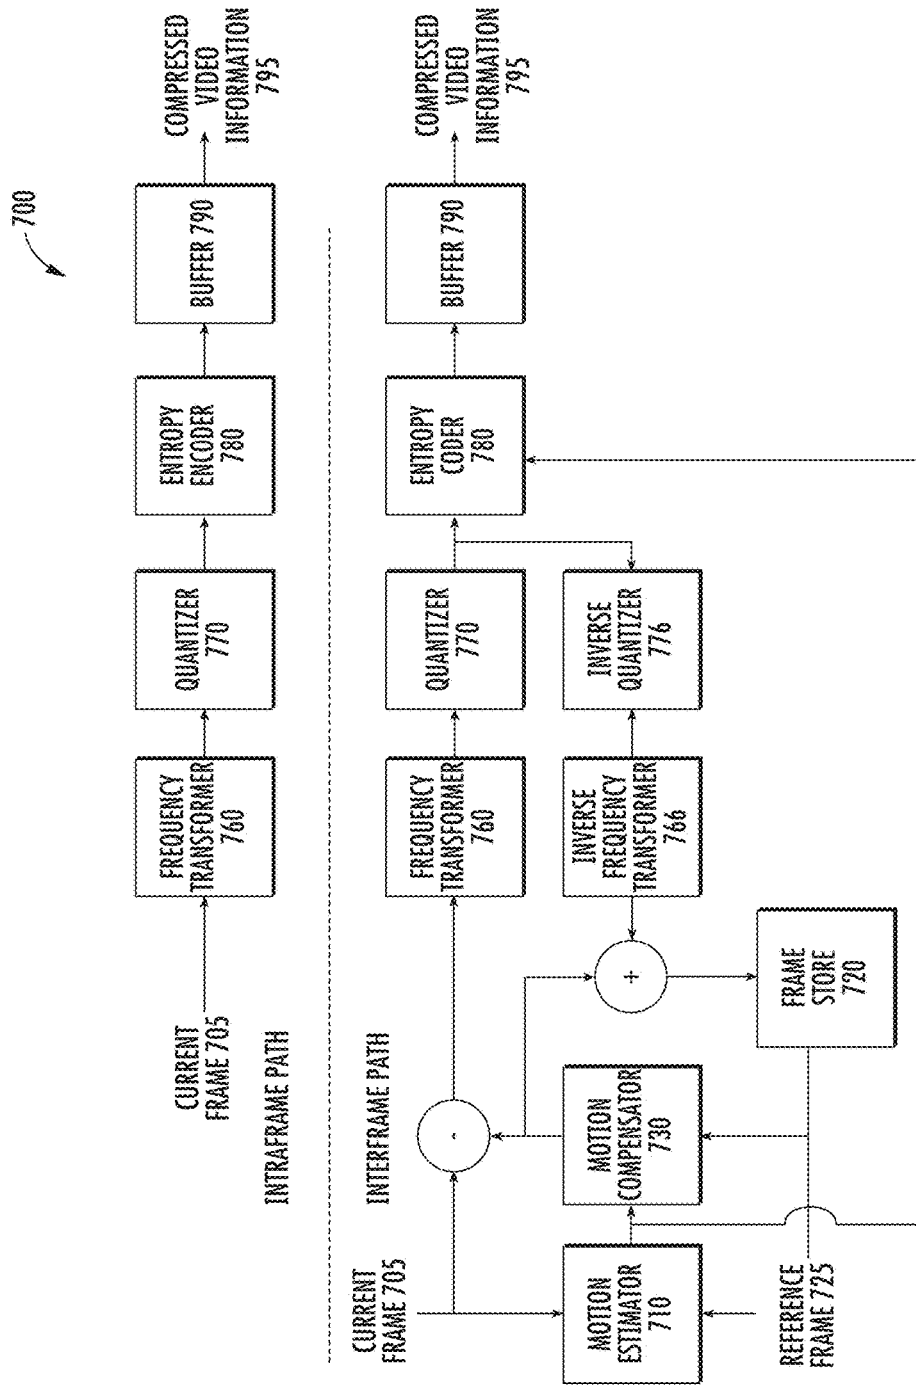 700
CURRENT
FRAME 705
FREQUENCY
TRANSFORMER
760
QUANTIZER
770
ENTROPY
ENCODER
780
BUFFER 790
COMPRESSED
VIDEO
INFORMATION
795
INTRAFRAME PATH
INTERFRAME PATH
CURRENT
FRAME 705
-
FREQUENCY
TRANSFORMER
760
QUANTIZER
770
ENTROPY
CODER
780
BUFFER 790
COMPRESSED
VIDEO
INFORMATION
795
MOTION
ESTIMATOR
710
MOTION
COMPENSATOR
730
+
INVERSE
FREQUENCY
TRANSFORMER
766
INVERSE
QUANTIZER
776
REFERENCE
FRAME 725
FRAME
STORE
720